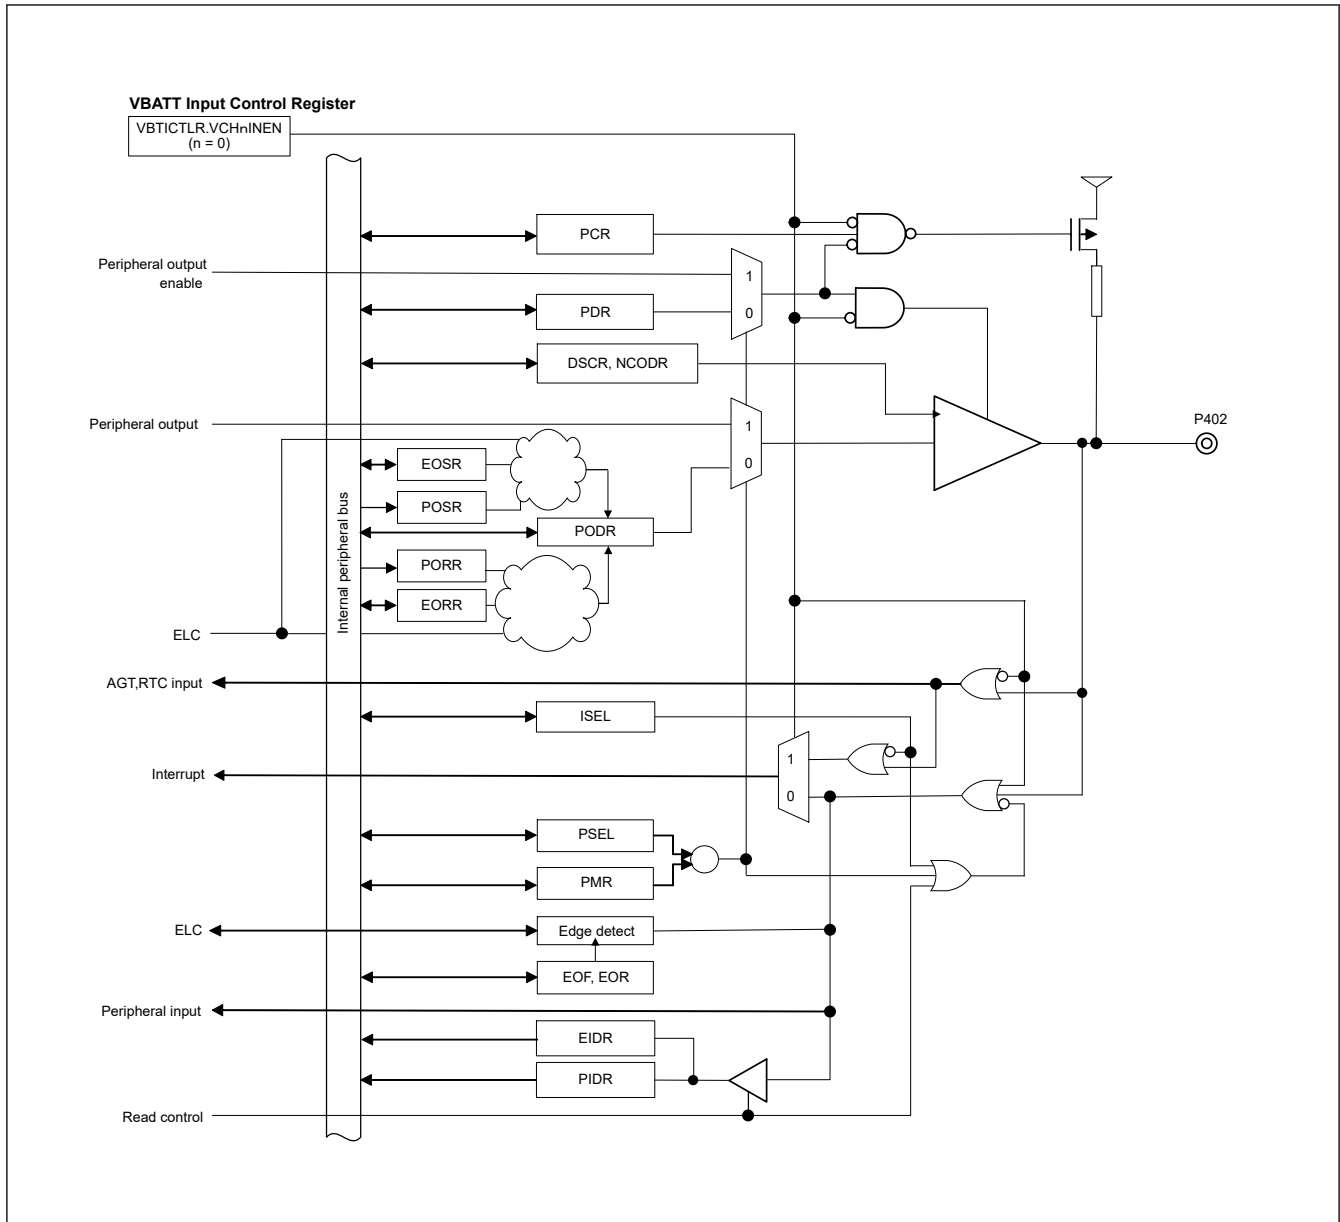 VBATT Input Control Register
VBTICTLR.VCHnINEN
(n = 0)
PCR
Peripheral output
enable
1
0
PDR
DSCR, NCODR
Peripheral output
1
0
P402
EOSR
POSR
PODR
PORR
EORR
Internal peripheral bus
ELC
AGT,RTC input
ISEL
Interrupt
1
0
PSEL
PMR
ELC
Edge detect
EOF, EOR
Peripheral input
EIDR
PIDR
Read control